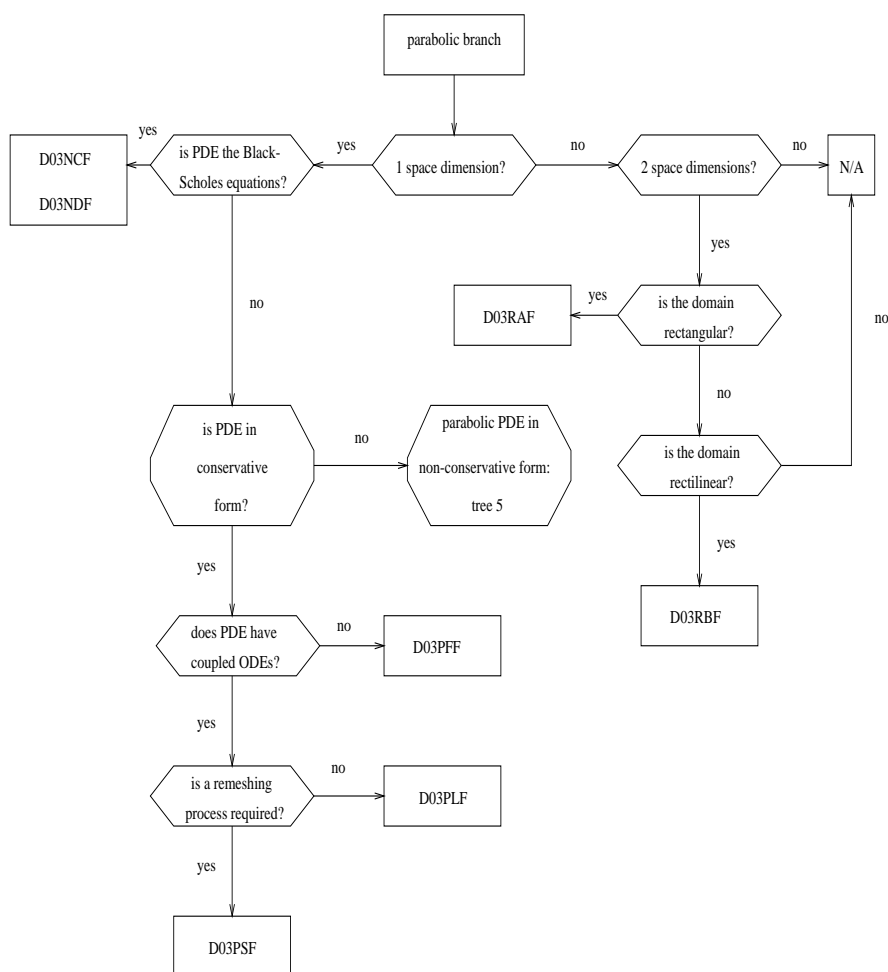 parabolic branch
yes
is PDE the Black-
Scholes equations?
yes
1 space dimension?
no
2 space dimensions?
no
D03NCF
D03NDF
N/A
yes
no
yes
is the domain
rectangular?
D03RAF
no
no
is PDE in
conservative
form?
no
parabolic PDE in
non-conservative form:
tree 5
is the domain
rectilinear?
yes
yes
D03RBF
does PDE have
coupled ODEs?
no
D03PFF
yes
is a remeshing
process required?
no
D03PLF
yes
D03PSF